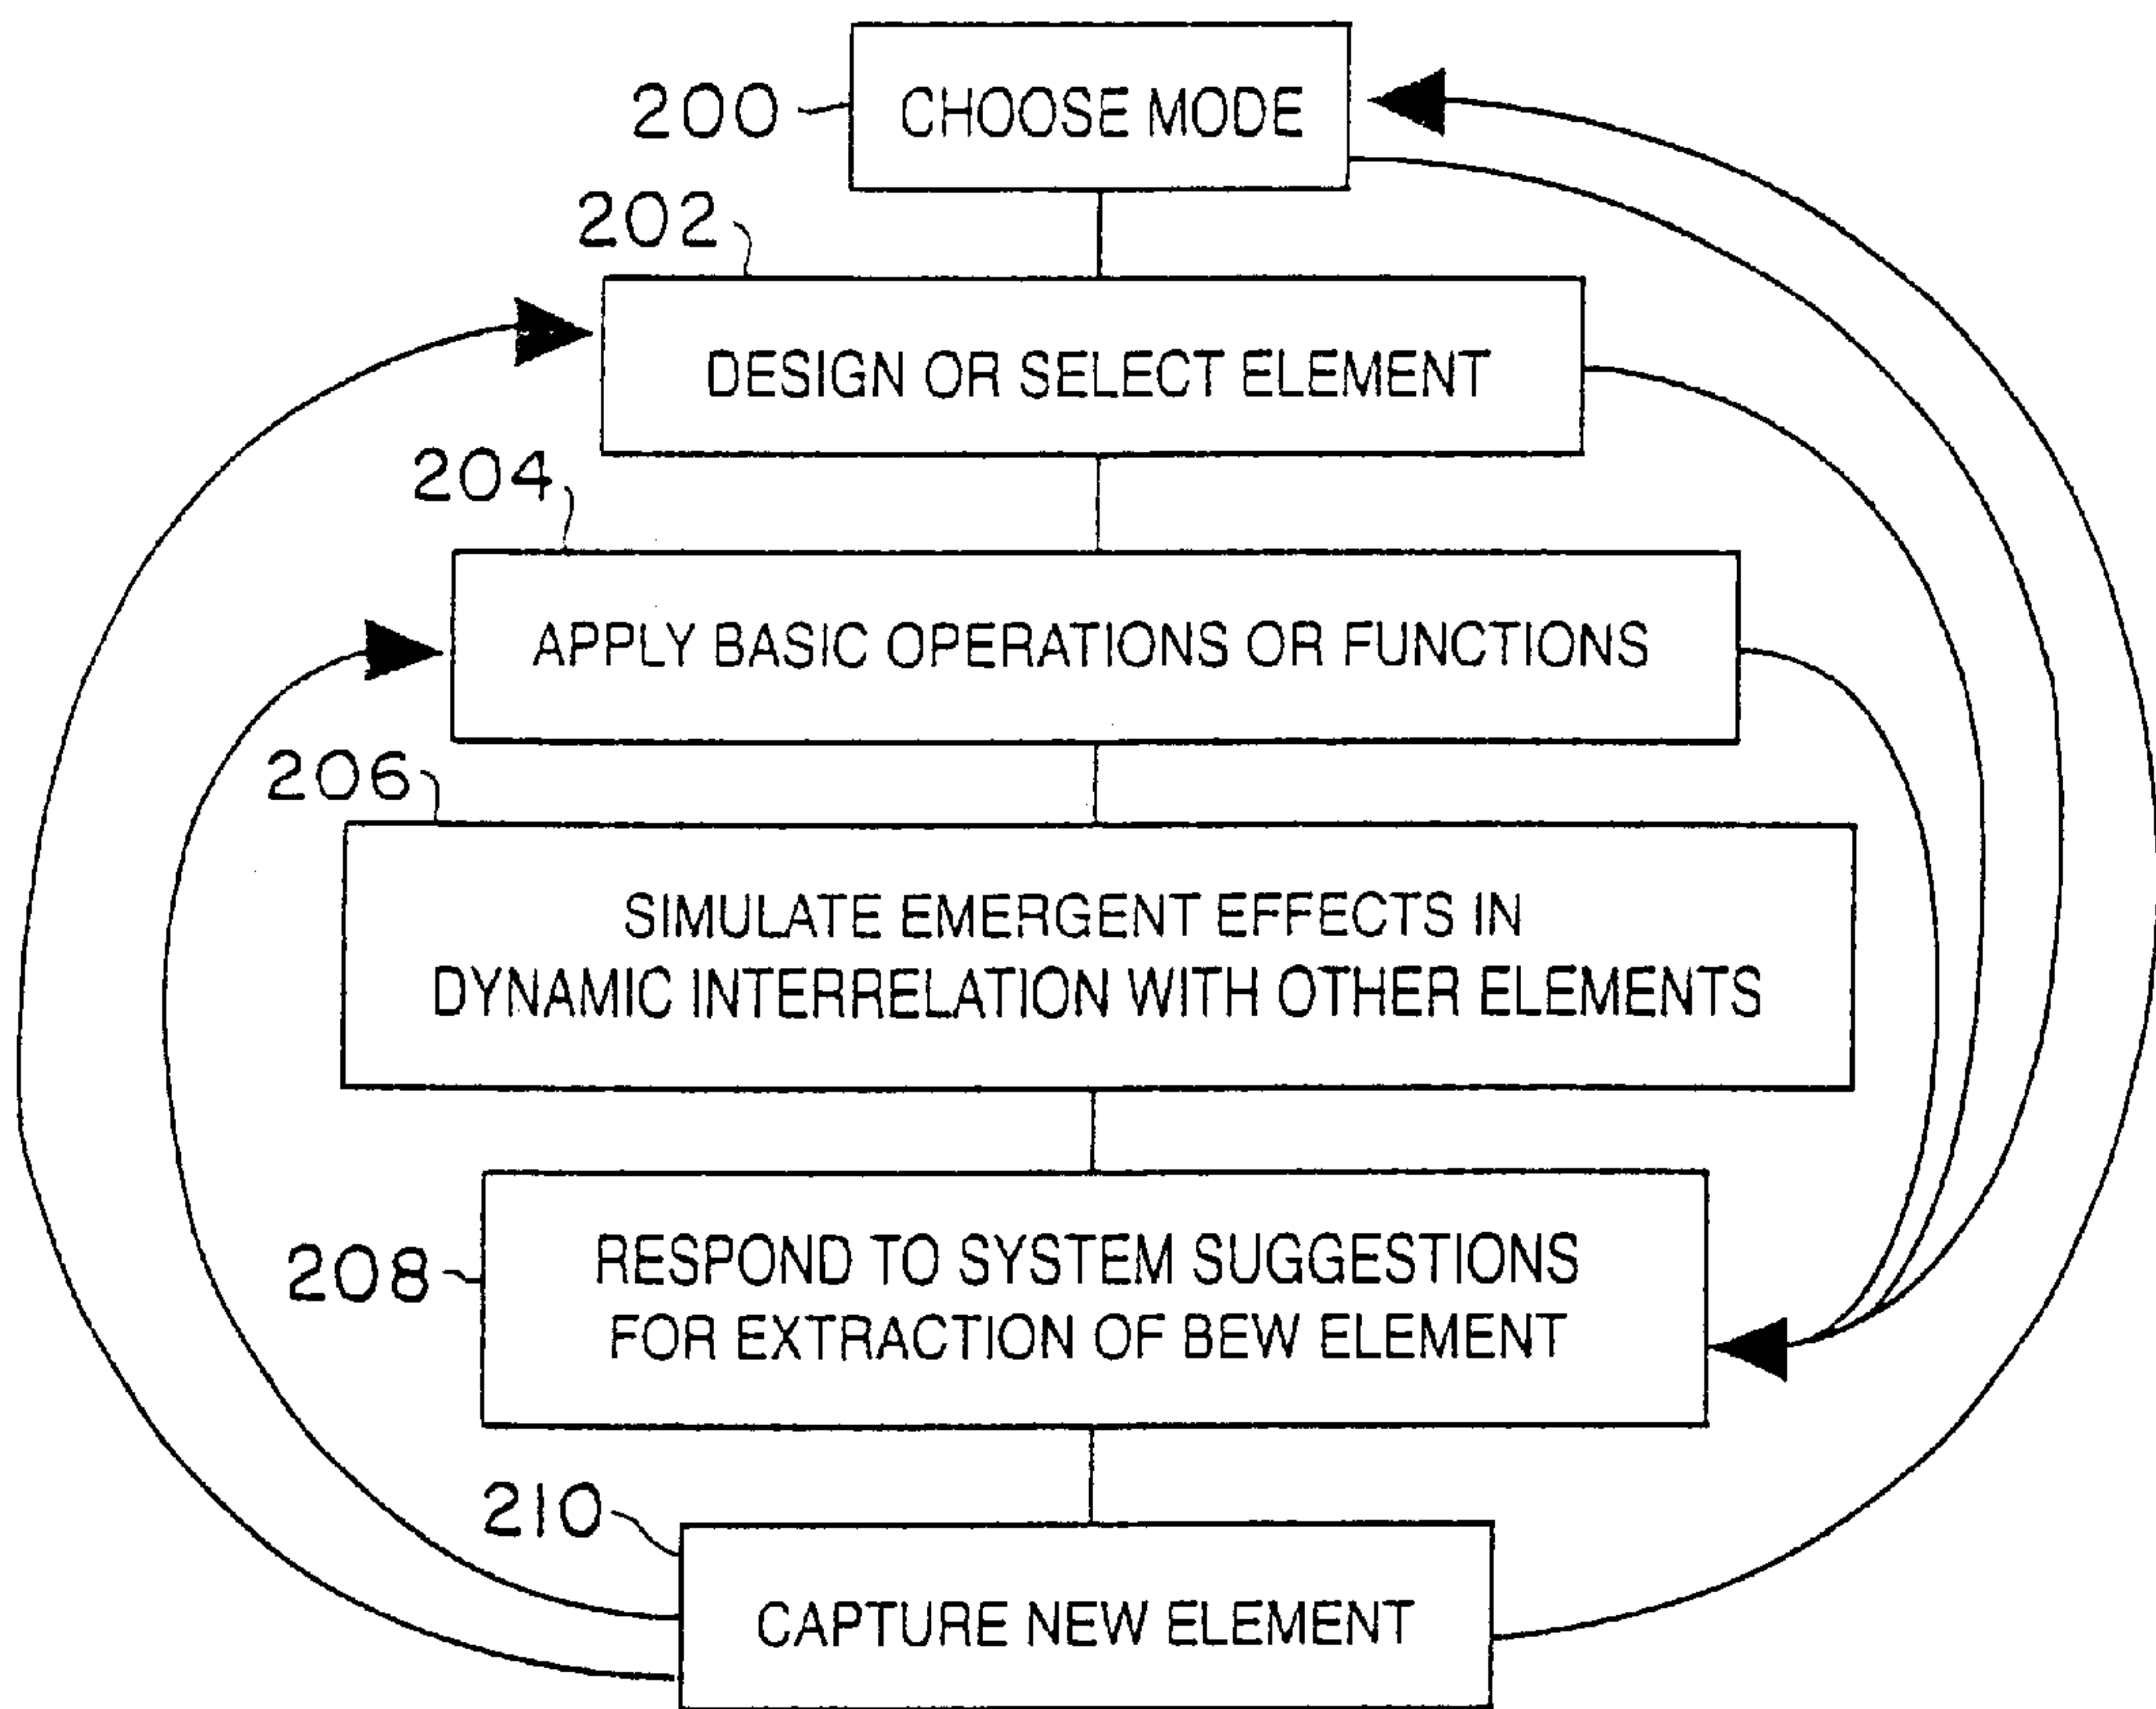 200
CHOOSE MODE
202
DESIGN OR SELECT ELEMENT
204
APPLY BASIC OPERATIONS OR FUNCTIONS
206
SIMULATE EMERGENT EFFECTS IN
DYNAMIC INTERRELATION WITH OTHER ELEMENTS
208
RESPOND TO SYSTEM SUGGESTIONS
FOR EXTRACTION OF BEW ELEMENT
210
CAPTURE NEW ELEMENT